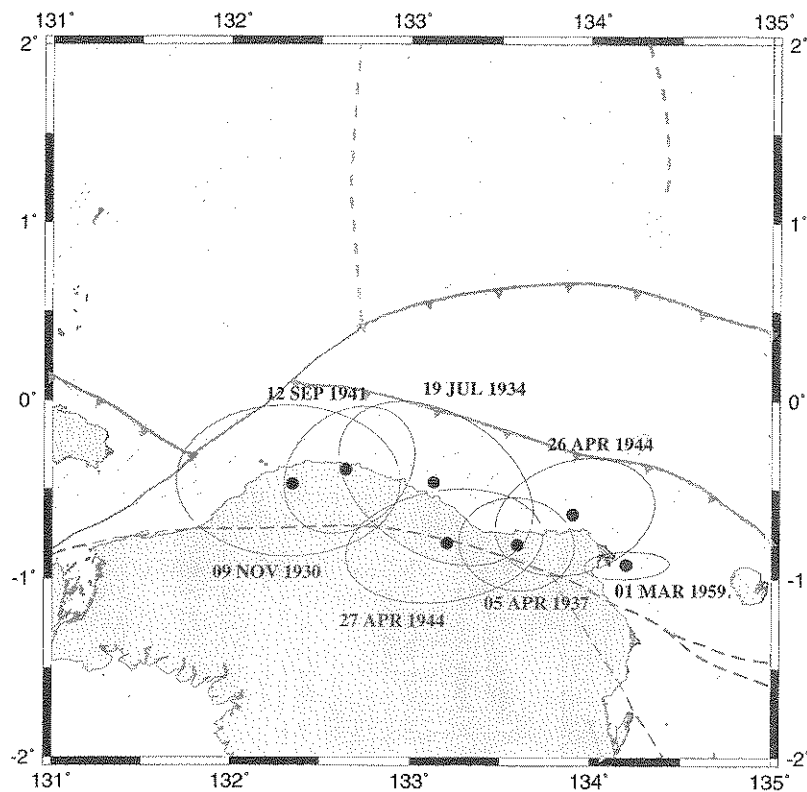 131˚ 132˚ 133˚ 134˚ 135˚
2˚ 2˚
1˚ 1˚
0˚ 0˚
12 SEP 1941 19 JUL 1934
26 APR 1944
-1˚ -1˚
09 NOV 1930
01 MAR 1959
05 APR 1937
27 APR 1944
-2˚ -2˚
131˚ 132˚ 133˚ 134˚ 135˚